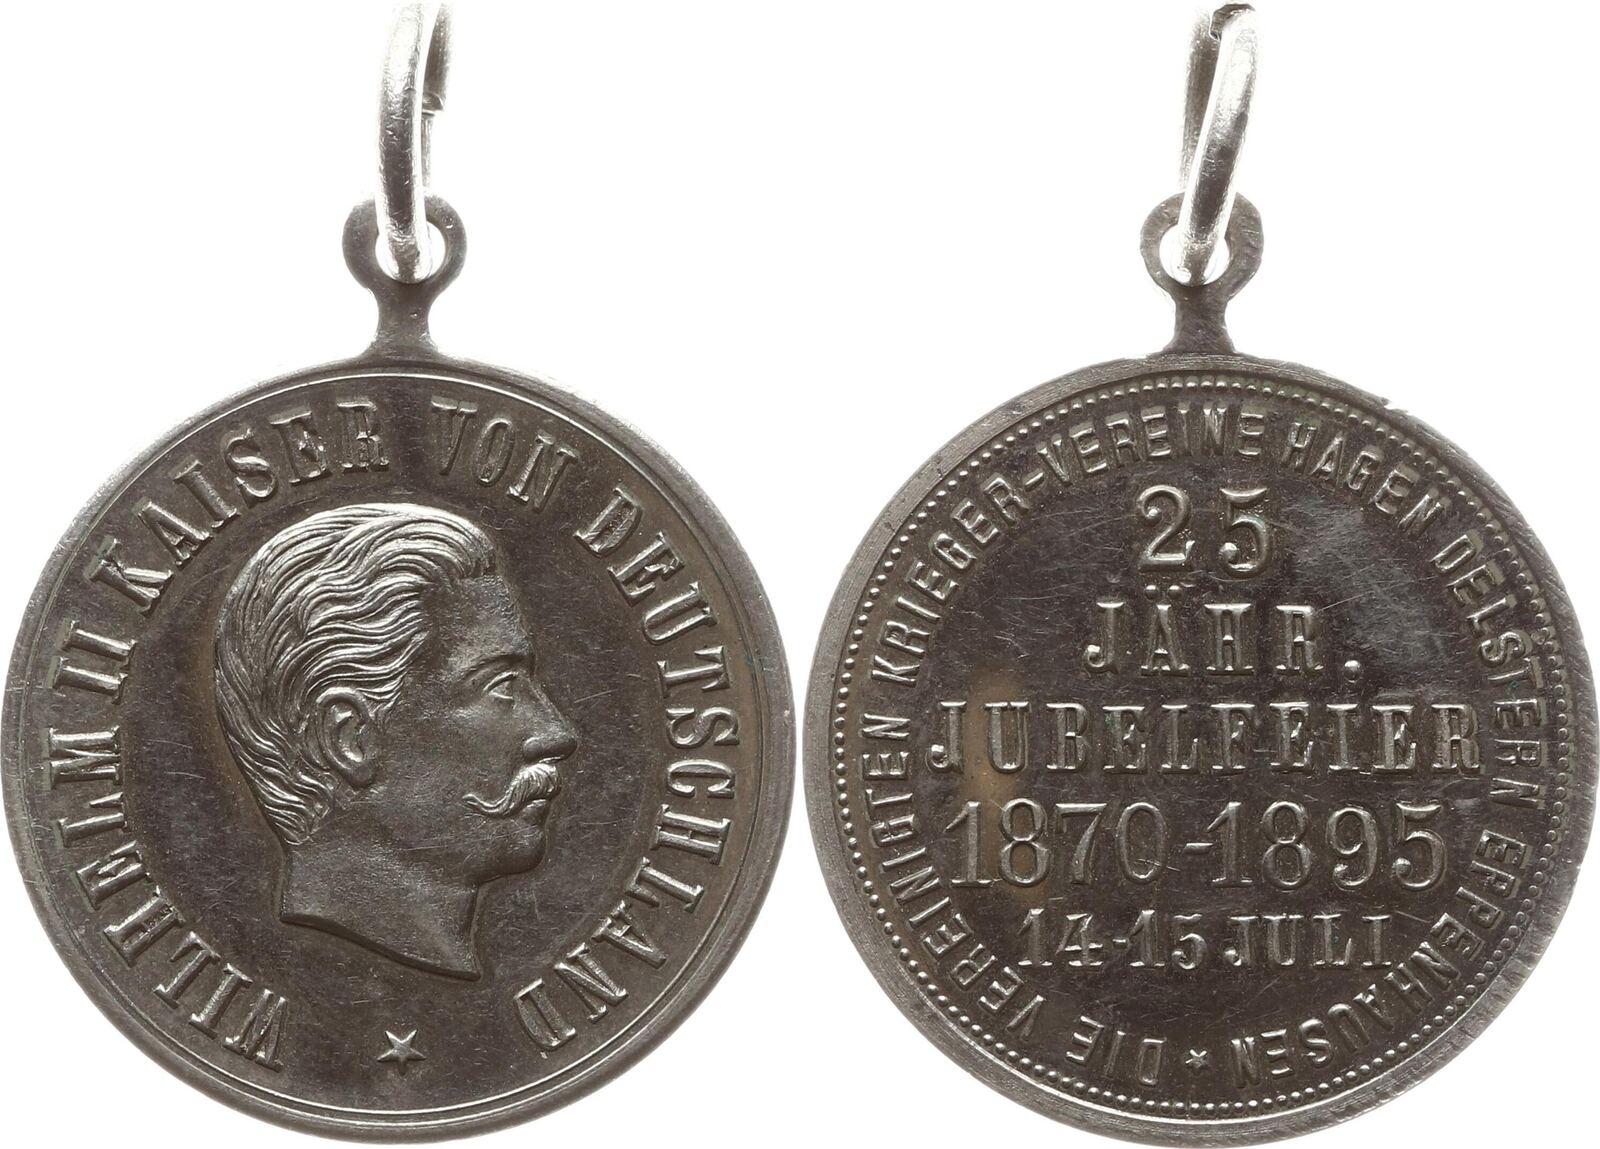 WILHELM II KAISER VON DEUTSCHLAND
DIE VEREINIGTEN KRIEGER-VEREINE HAGEN DELSTERN EPPENHAUSEN
25
JÄHR.
JUBELFEIER
1870-1895
14-15 JULI